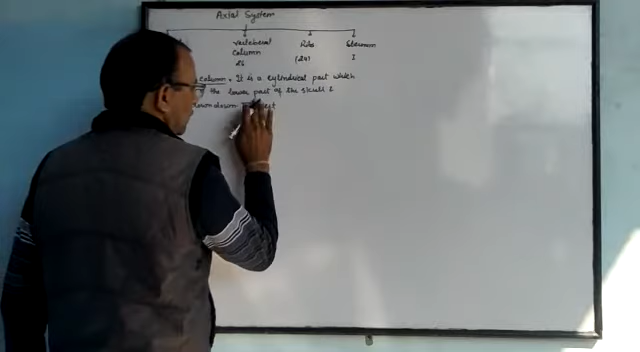 Axial System
Vertebral Ribs Sternum
Column (24) 1
26
column. It is a cylindrical part which
the lower part of the skull &